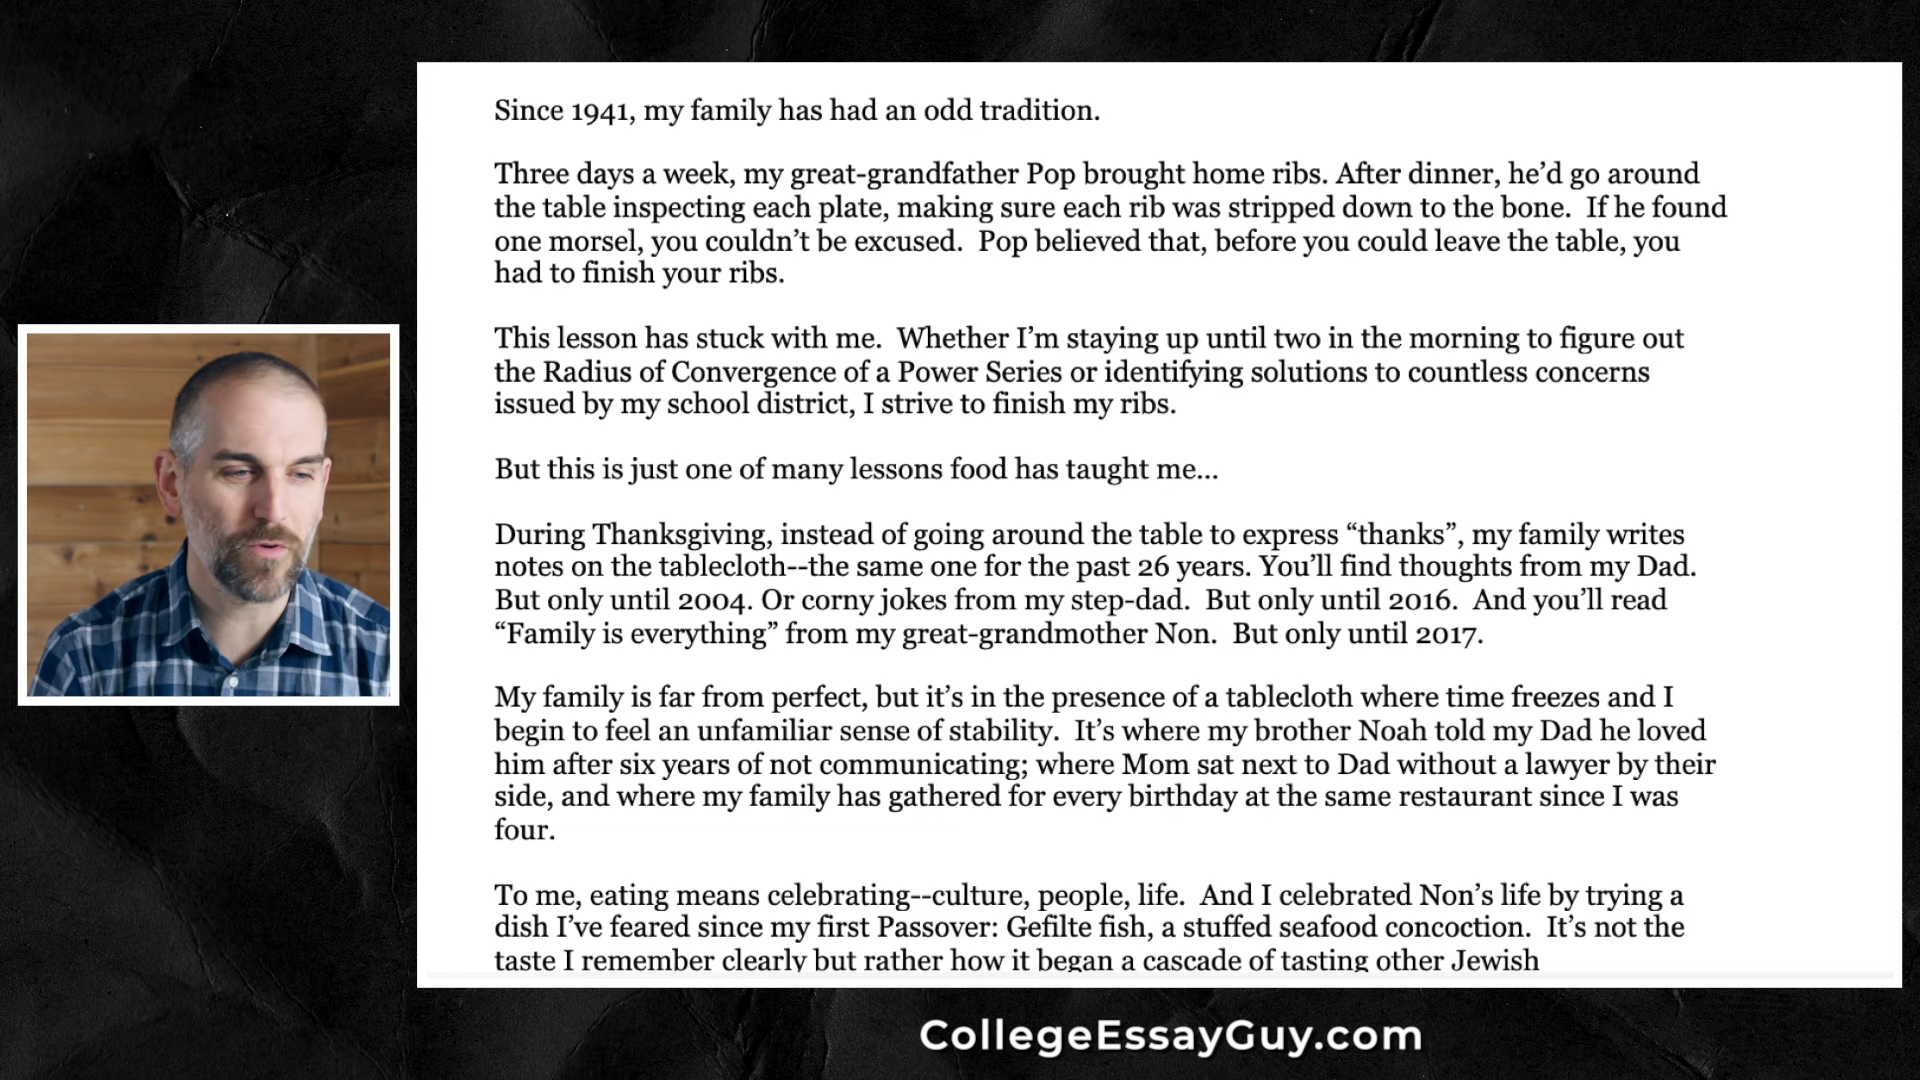 Since 1941, my family has had an odd tradition.
Three days a week, my great-grandfather Pop brought home ribs. After dinner, he’d go around
the table inspecting each plate, making sure each rib was stripped down to the bone.  If he found
one morsel, you couldn’t be excused.  Pop believed that, before you could leave the table, you
had to finish your ribs.
This lesson has stuck with me.  Whether I’m staying up until two in the morning to figure out
the Radius of Convergence of a Power Series or identifying solutions to countless concerns
issued by my school district, I strive to finish my ribs.
But this is just one of many lessons food has taught me...
During Thanksgiving, instead of going around the table to express “thanks”, my family writes
notes on the tablecloth--the same one for the past 26 years. You’ll find thoughts from my Dad.
But only until 2004. Or corny jokes from my step-dad.  But only until 2016.  And you’ll read
“Family is everything” from my great-grandmother Non.  But only until 2017.
My family is far from perfect, but it’s in the presence of a tablecloth where time freezes and I
begin to feel an unfamiliar sense of stability.  It’s where my brother Noah told my Dad he loved
him after six years of not communicating; where Mom sat next to Dad without a lawyer by their
side, and where my family has gathered for every birthday at the same restaurant since I was
four.
To me, eating means celebrating--culture, people, life.  And I celebrated Non’s life by trying a
dish I’ve feared since my first Passover: Gefilte fish, a stuffed seafood concoction.  It’s not the
taste I remember clearly but rather how it began a cascade of tasting other Jewish
CollegeEssayGuy.com